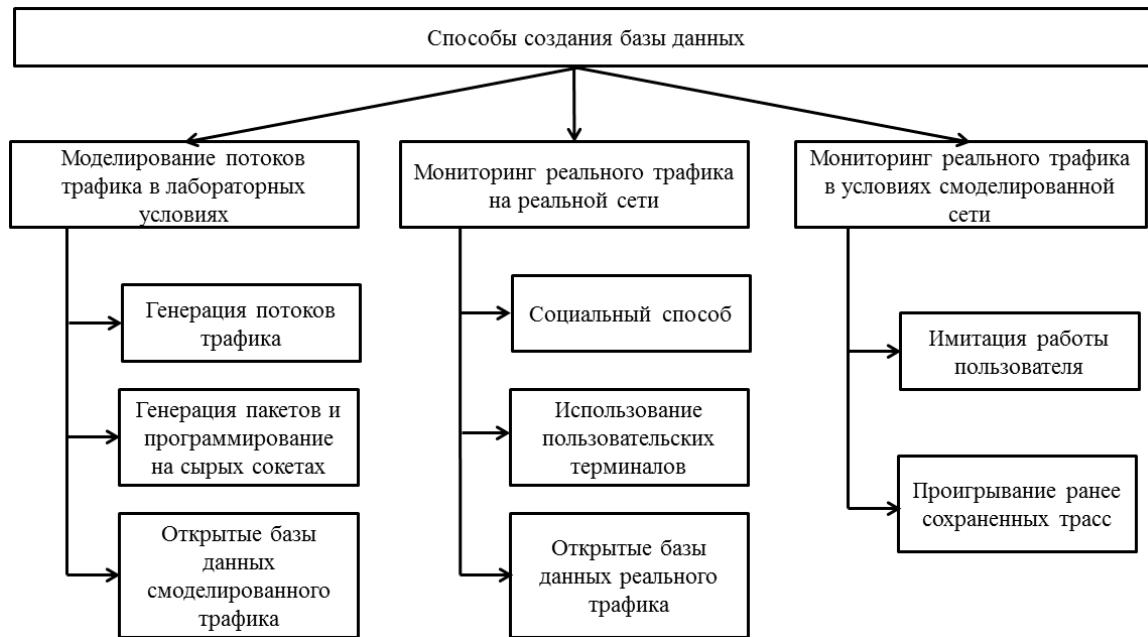 Способы создания базы данных
Моделирование потоков
трафика в лабораторных
условиях
Мониторинг реального трафика
на реальной сети
Мониторинг реального трафика
в условиях смоделированной
сети
Генерация потоков
трафика
Генерация пакетов и
программирование
на сырых сокетах
Открытые базы
данных
смоделированного
трафика
Социальный способ
Использование
пользовательских
терминалов
Открытые базы
данных реального
трафика
Имитация работы
пользователя
Проигрывание ранее
сохраненных трасс